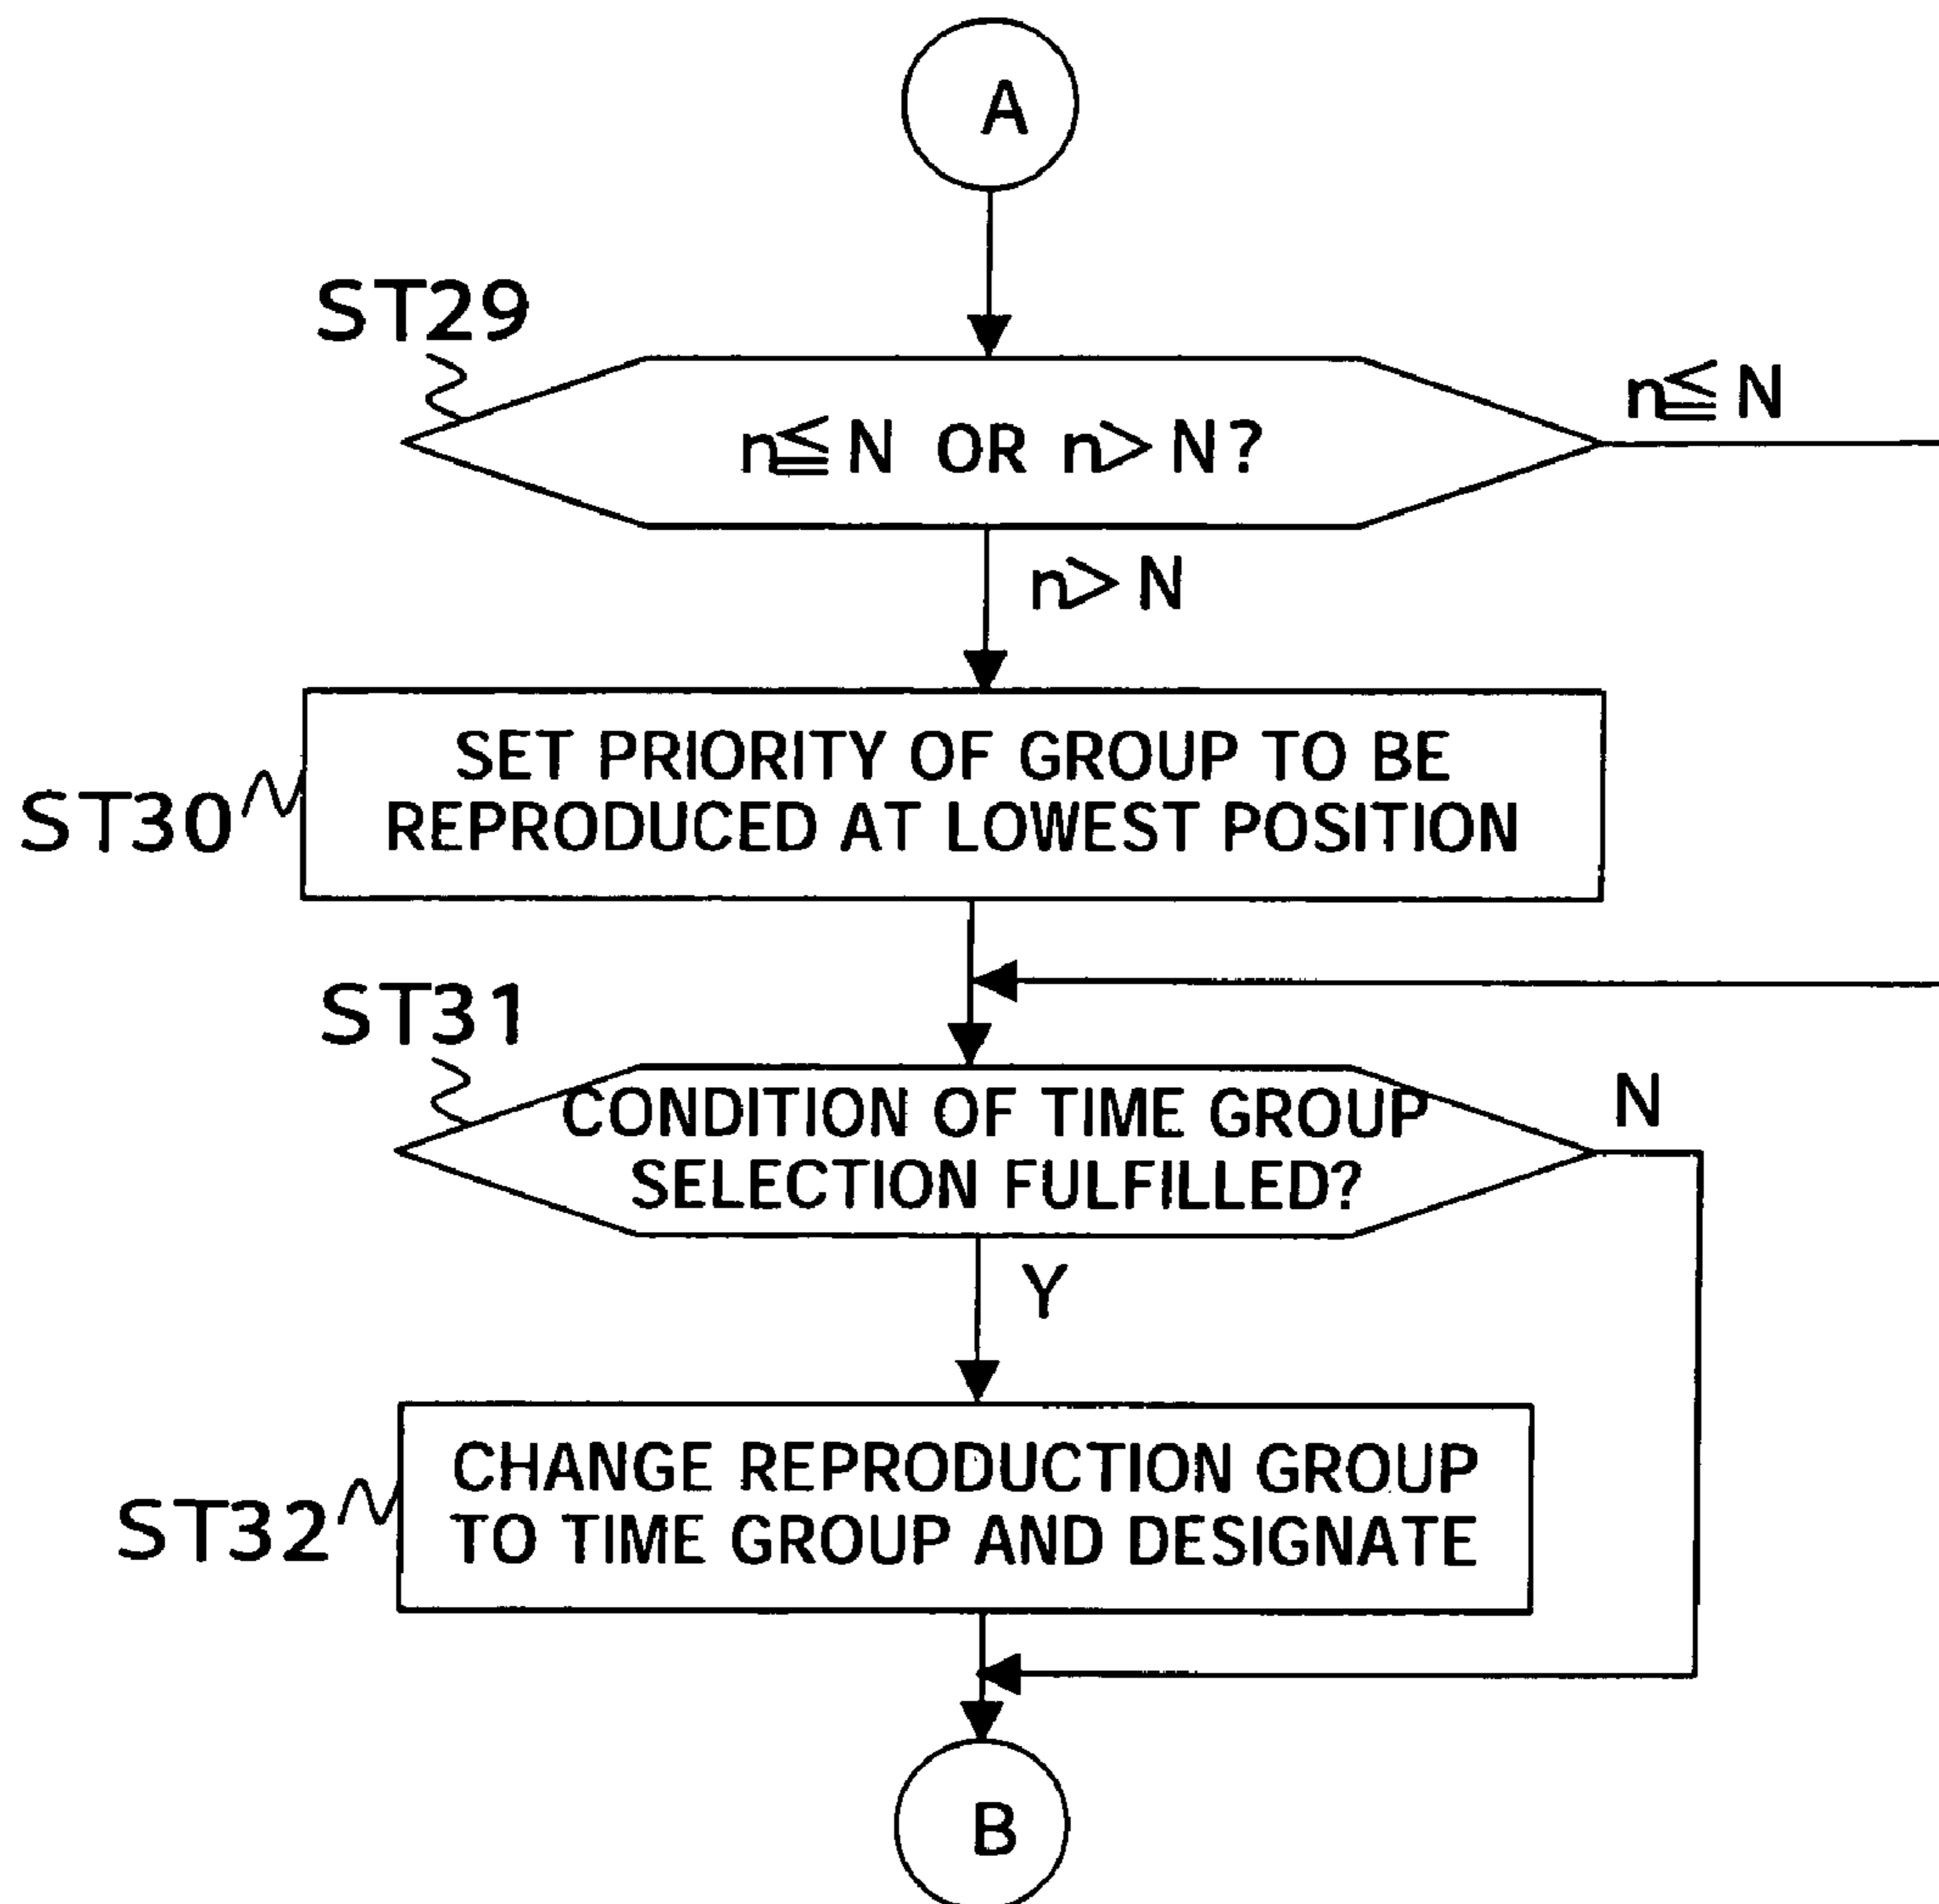 A
ST29
n≦N OR n>N?
n≦N
n>N
SET PRIORITY OF GROUP TO BE
REPRODUCED AT LOWEST POSITION
ST30
ST31
CONDITION OF TIME GROUP
SELECTION FULFILLED?
N
Y
CHANGE REPRODUCTION GROUP
TO TIME GROUP AND DESIGNATE
ST32
B